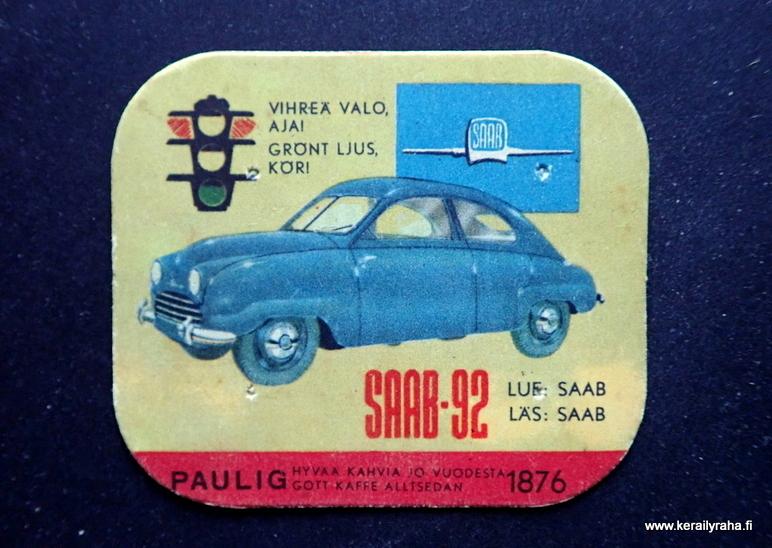 VIHREÄ VALO,
AJA!
GRÖNT LJUS,
KÖR!
SAAB
SAAB-92
LUE: SAAB
LÄS: SAAB
PAULIG
HYVÄÄ KAHVIA JO VUODESTA
GOTT KAFFE ALLTSEDAN
1876
www.kerailyraha.fi